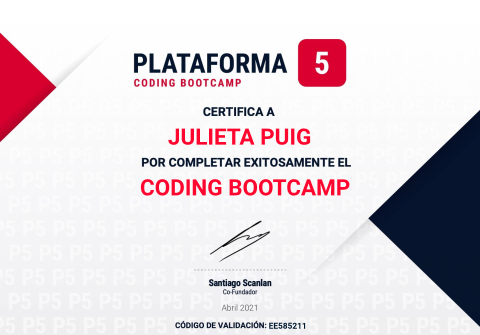 PLATAFORMA 5
CODING BOOTCAMP
CERTIFICA A
JULIETA PUIG
POR COMPLETAR EXITOSAMENTE EL
CODING BOOTCAMP
Santiago Scanlan
Co-Fundador
Abril 2021
CÓDIGO DE VALIDACIÓN: EE585211